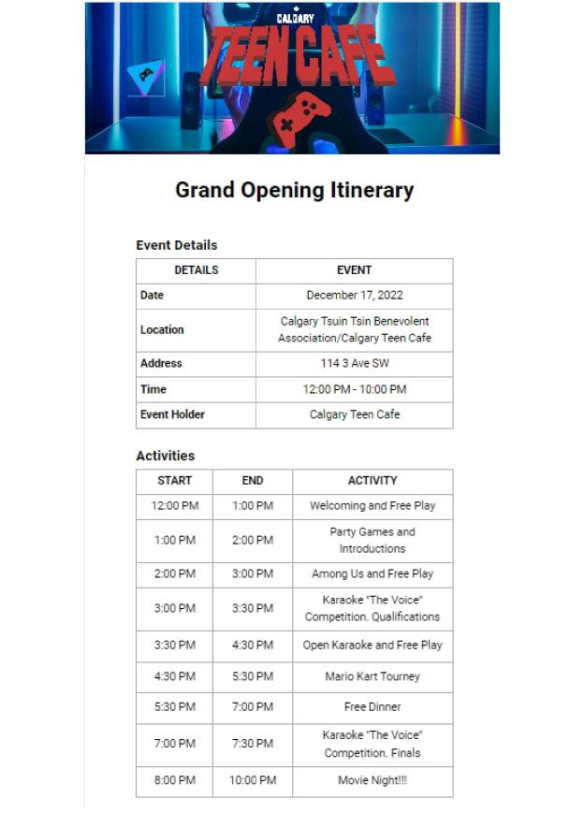 CALGARY
TEEN CAFE
Grand Opening Itinerary
Event Details
DETAILS EVENT
Date December 17, 2022
Location Calgary Tsuin Tsin Benevolent
Association/Calgary Teen Cafe
Address 114 3 Ave SW
Time 12:00 PM - 10:00 PM
Event Holder Calgary Teen Cafe
Activities
START END ACTIVITY
12:00 PM 1:00 PM Welcoming and Free Play
1:00 PM 2:00 PM Party Games and
Introductions
2:00 PM 3:00 PM Among Us and Free Play
3:00 PM 3:30 PM Karaoke "The Voice"
Competition. Qualifications
3:30 PM 4:30 PM Open Karaoke and Free Play
4:30 PM 5:30 PM Mario Kart Tourney
5:30 PM 7:00 PM Free Dinner
7:00 PM 7:30 PM Karaoke "The Voice"
Competition. Finals
8:00 PM 10:00 PM Movie Night!!!